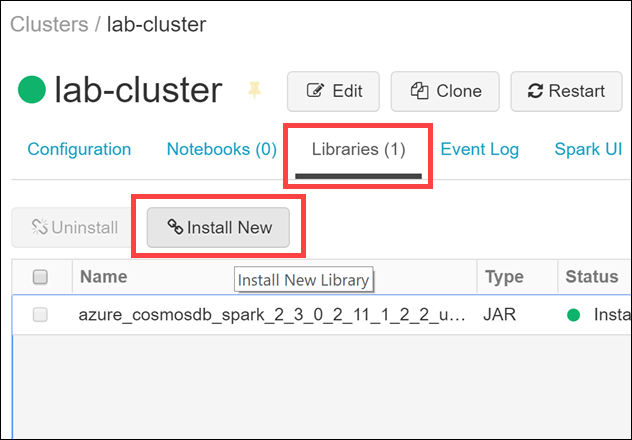 Clusters / lab-cluster
lab-cluster Edit Clone Restart
Configuration Notebooks (0) Libraries (1) Event Log Spark UI
Uninstall Install New
Name Type Status
Install New Library
azure_cosmosdb_spark_2_3_0_2_11_1_2_2_u... JAR Insta